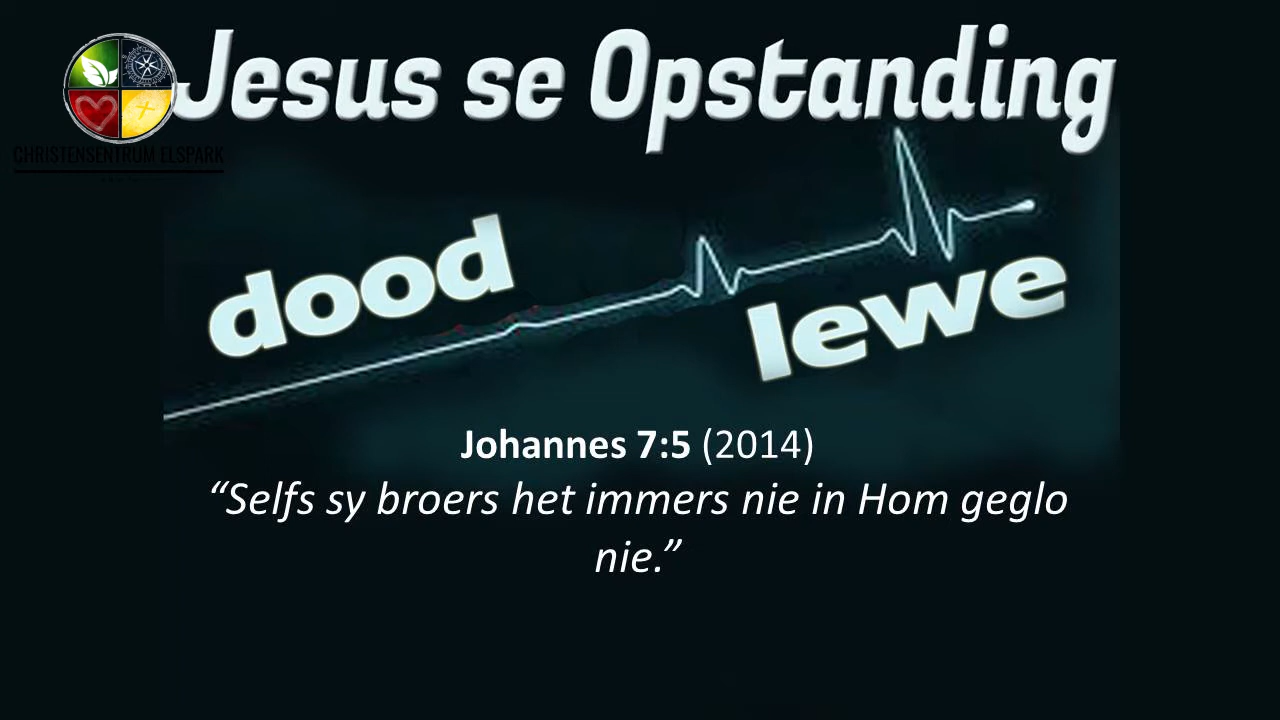 Jesus se Opstanding
CHRISTENSENTRUM ELSPARK
dood
lewe
Johannes 7:5 (2014)
“Selfs sy broers het immers nie in Hom geglo
nie.”